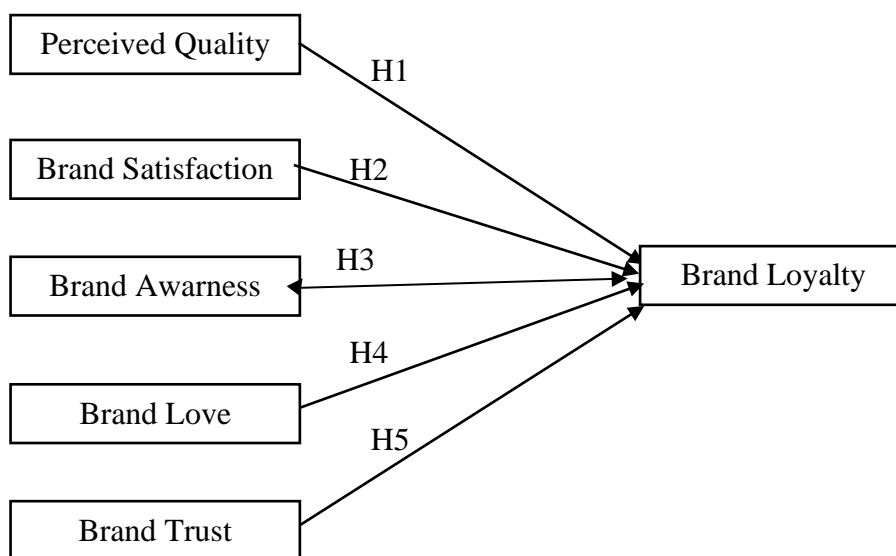 Perceived Quality
H1
Brand Satisfaction
H2
Brand Awarness
H3
Brand Loyalty
H4
Brand Love
H5
Brand Trust